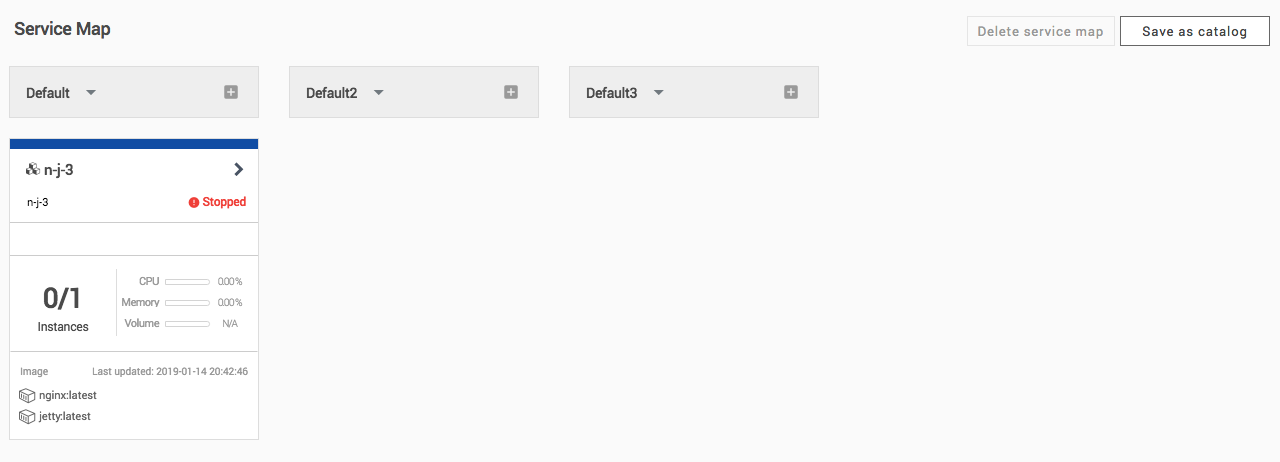 Service Map
Delete service map
Save as catalog
Default
Default2
Default3
n-j-3
n-j-3
Stopped
0/1
Instances
CPU 0.00%
Memory 0.00%
Volume N/A
Image
Last updated: 2019-01-14 20:42:46
nginx:latest
jetty:latest